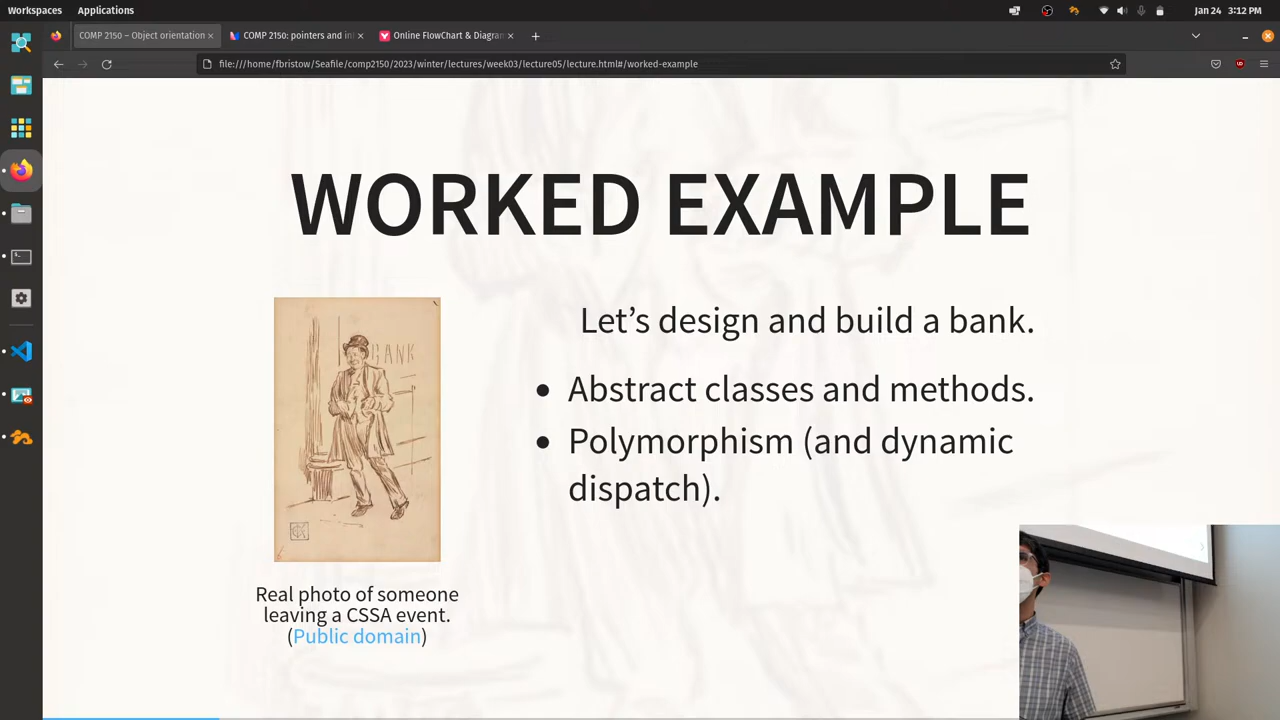 Workspaces Applications Jan 24 3:12 PM
COMP 2150 – Object orientation × COMP 2150: pointers and in × Online FlowChart & Diagram ×
file:///home/fbristow/Seafile/comp2150/2023/winter/lectures/week03/lecture05/lecture.html#/worked-example
WORKED EXAMPLE
BANK
Let’s design and build a bank.
• Abstract classes and methods.
• Polymorphism (and dynamic
dispatch).
Real photo of someone
leaving a CSSA event.
(Public domain)